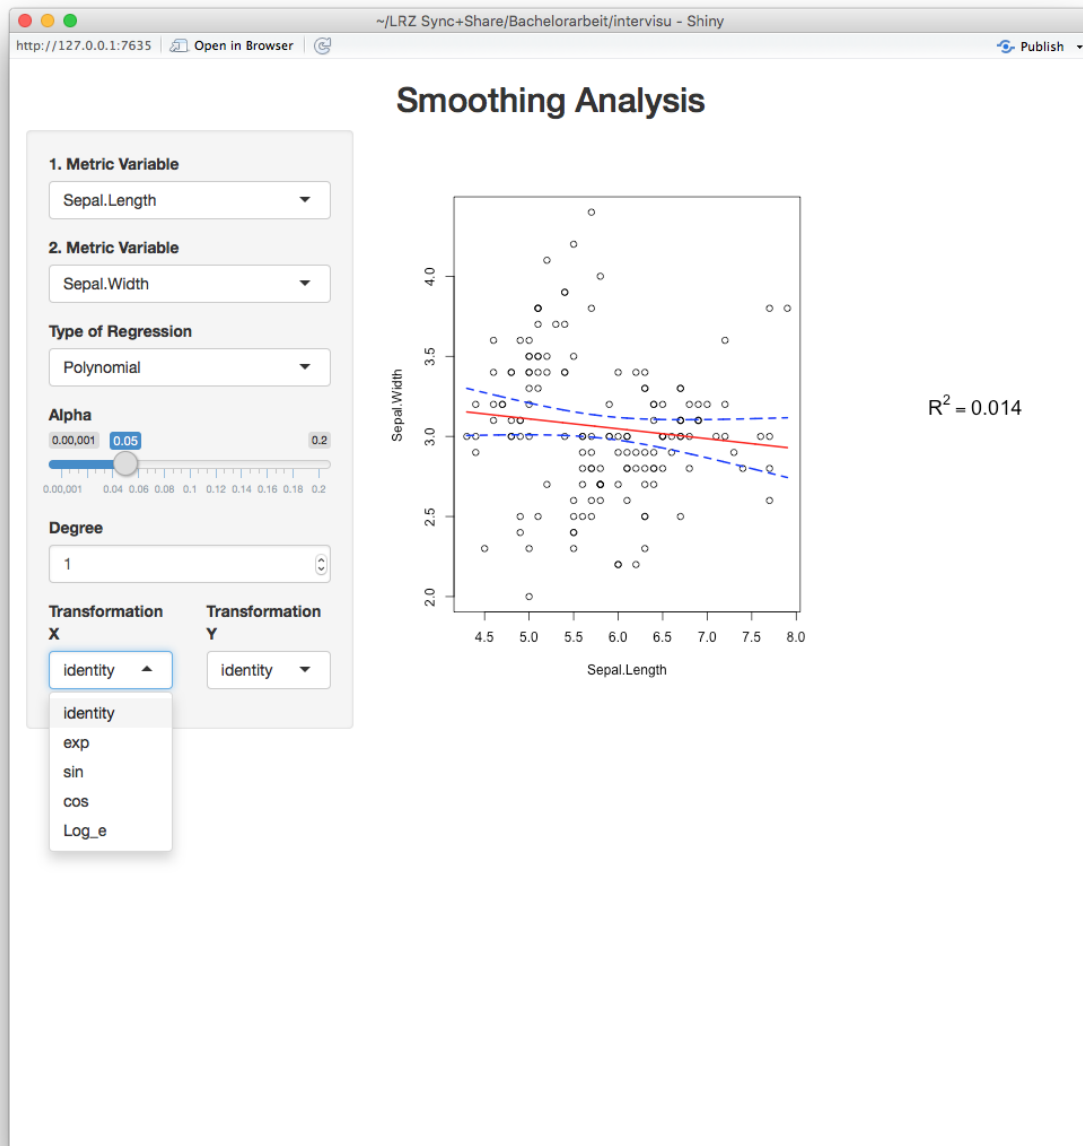 ~/LRZ Sync+Share/Bachelorarbeit/intervisu - Shiny
http://127.0.0.1:7635 Open in Browser Publish
Smoothing Analysis
1. Metric Variable
Sepal.Length
2. Metric Variable
Sepal.Width
Type of Regression
Polynomial
Alpha
0.00,001 0.05 0.2
0.00,001 0.04 0.06 0.08 0.1 0.12 0.14 0.16 0.18 0.2
Degree
1
Transformation X
Transformation Y
identity
identity
identity
exp
sin
cos
Log_e
Sepal.Width
4.0
3.5
3.0
2.5
2.0
4.5 5.0 5.5 6.0 6.5 7.0 7.5 8.0
Sepal.Length
R² = 0.014